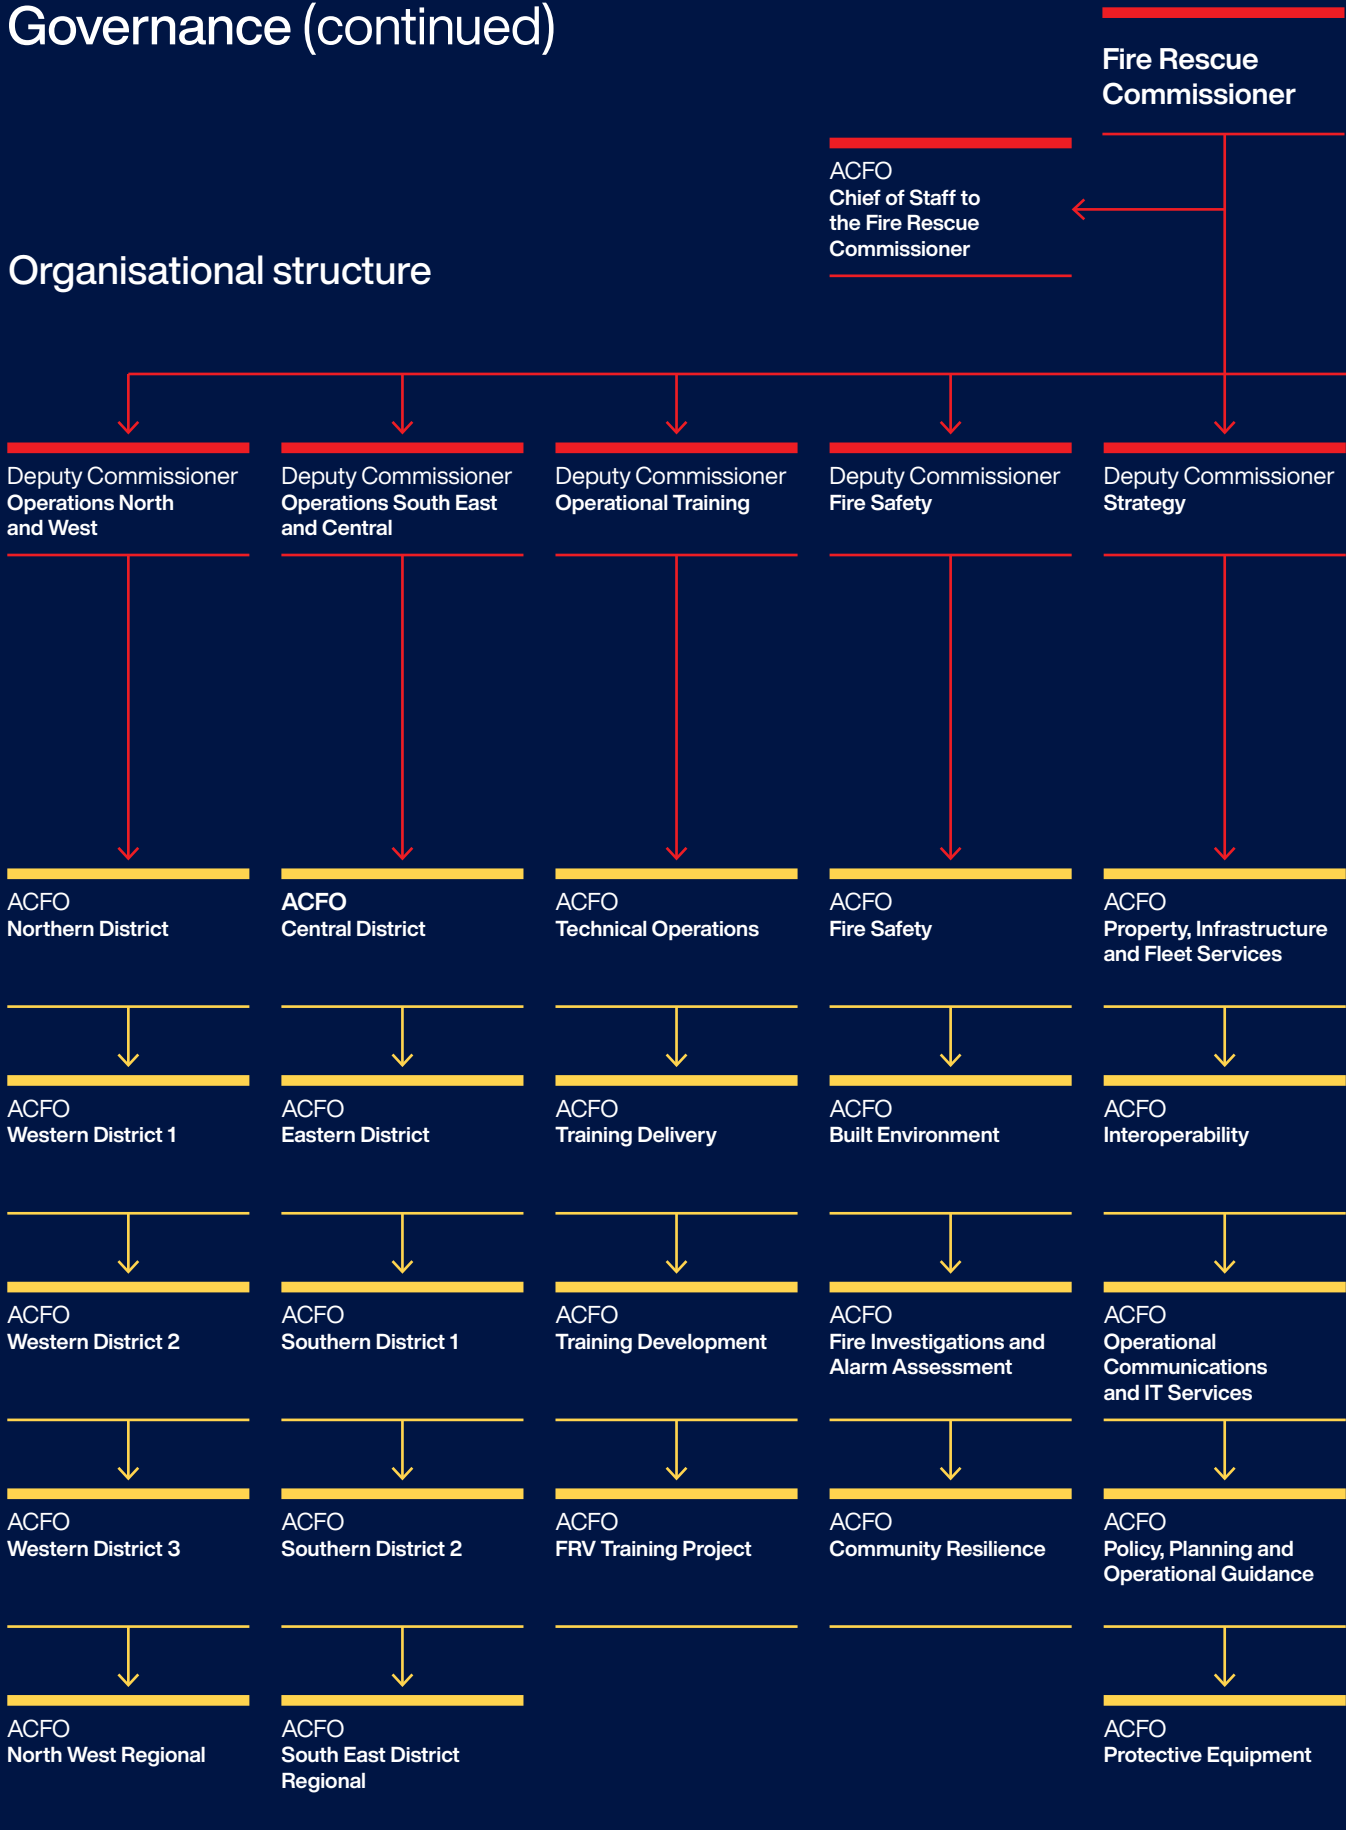 Governance (continued)
Fire Rescue
Commissioner
ACFO
Chief of Staff to
the Fire Rescue
Commissioner
Organisational structure
Deputy Commissioner
Operations North
and West
Deputy Commissioner
Operations South East
and Central
Deputy Commissioner
Operational Training
Deputy Commissioner
Fire Safety
Deputy Commissioner
Strategy
ACFO
Northern District
ACFO
Central District
ACFO
Technical Operations
ACFO
Fire Safety
ACFO
Property, Infrastructure
and Fleet Services
ACFO
Western District 1
ACFO
Eastern District
ACFO
Training Delivery
ACFO
Built Environment
ACFO
Interoperability
ACFO
Western District 2
ACFO
Southern District 1
ACFO
Training Development
ACFO
Fire Investigations and
Alarm Assessment
ACFO
Operational
Communications
and IT Services
ACFO
Western District 3
ACFO
Southern District 2
ACFO
FRV Training Project
ACFO
Community Resilience
ACFO
Policy, Planning and
Operational Guidance
ACFO
North West Regional
ACFO
South East District
Regional
ACFO
Protective Equipment